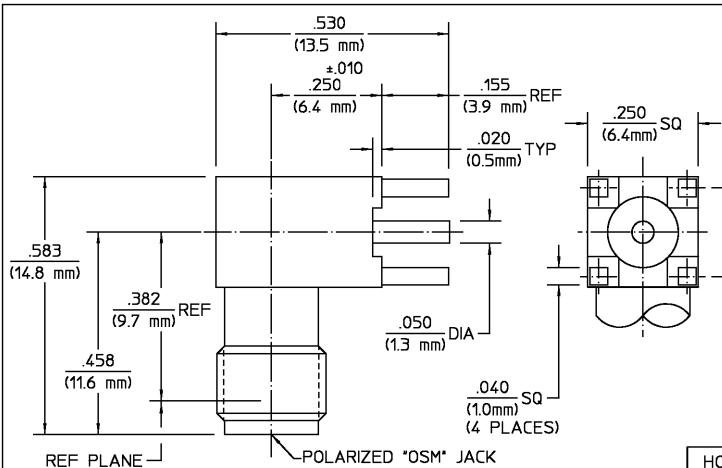 .530
(13.5 mm)
±.010
.250
(6.4 mm)
.155
(3.9 mm)
REF
.020
(0.5mm)
TYP
.250
(6.4mm)
SQ
.583
(14.8 mm)
.382
(9.7 mm)
REF
.458
(11.6 mm)
.050
(1.3 mm)
DIA
.040
(1.0mm)
SQ
(4 PLACES)
REF PLANE
POLARIZED "OSM" JACK